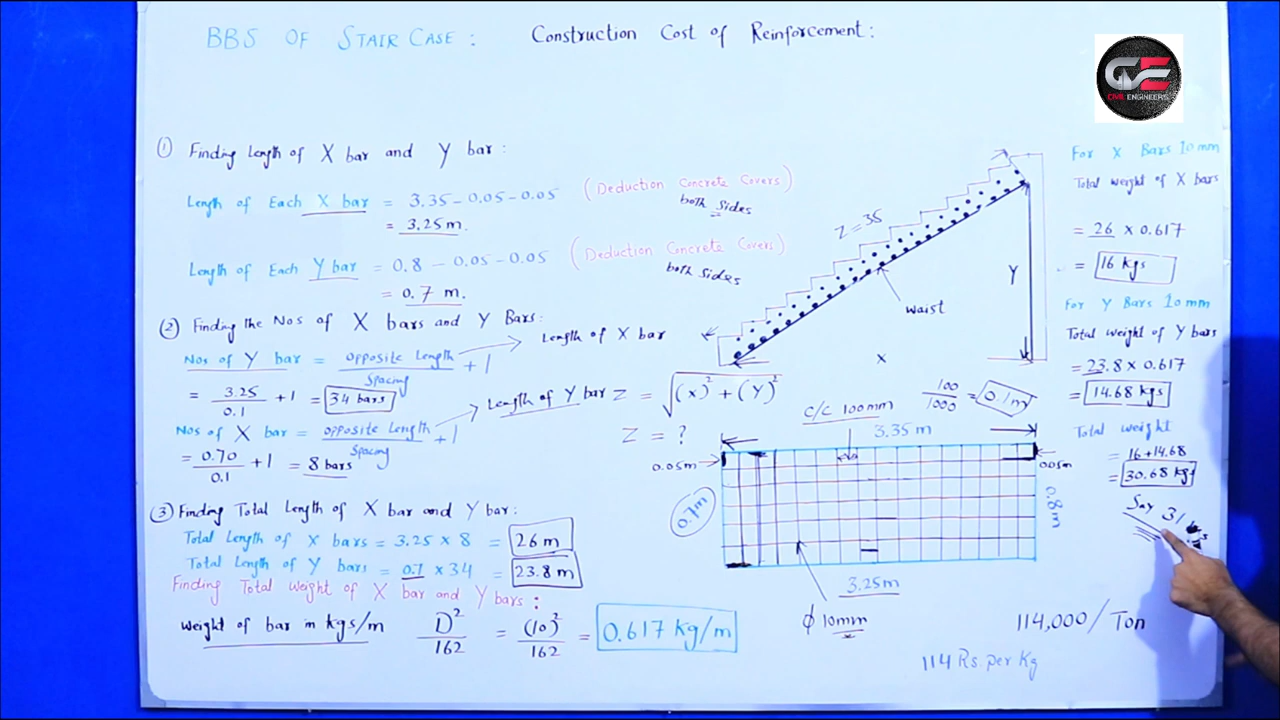 BBS OF STAIR CASE : Construction Cost of Reinforcement :
GVE
CIVIL ENGINEERS
① Finding Length of X bar and Y bar :
Length of Each X bar = 3.35 - 0.05 - 0.05 (Deduction Concrete Covers)
both Sides
= 3.25 m.
Length of Each Y bar = 0.8 - 0.05 - 0.05 (Deduction Concrete Covers)
both Sides
= 0.7 m.
② Finding the Nos of X bars and Y Bars :
Nos of Y bar = Opposite Length / Spacing + 1
Length of X bar
= 3.25 / 0.1 + 1 = 34 bars
Nos of X bar = Opposite Length / Spacing + 1
Length of Y bar
= 0.70 / 0.1 + 1 = 8 bars
③ Finding Total Length of X bar and Y bar :
Total Length of X bars = 3.25 × 8 = 26 m
Total Length of Y bars = 0.7 × 34 = 23.8 m
Finding Total Weight of X bar and Y bars :
Weight of bar in kgs/m D² / 162 = (10)² / 162 = 0.617 kg/m
Z = 35
Y
waist
X
Z = √(x)² + (Y)²
Z = ?
100 / 1000 = 0.1m
C/C 100mm
3.35 m
0.05m
0.05m
0.7m
0.8m
3.25m
ϕ 10mm
For X Bars 10 mm
Total weight of X bars
= 26 × 0.617
= 16 kgs
For Y Bars 10 mm
Total weight of Y bars
= 23.8 × 0.617
= 14.68 kgs
Total weight
= 16 + 14.68
= 30.68 kgs
Say 31
114,000 / Ton
114 Rs. per Kg